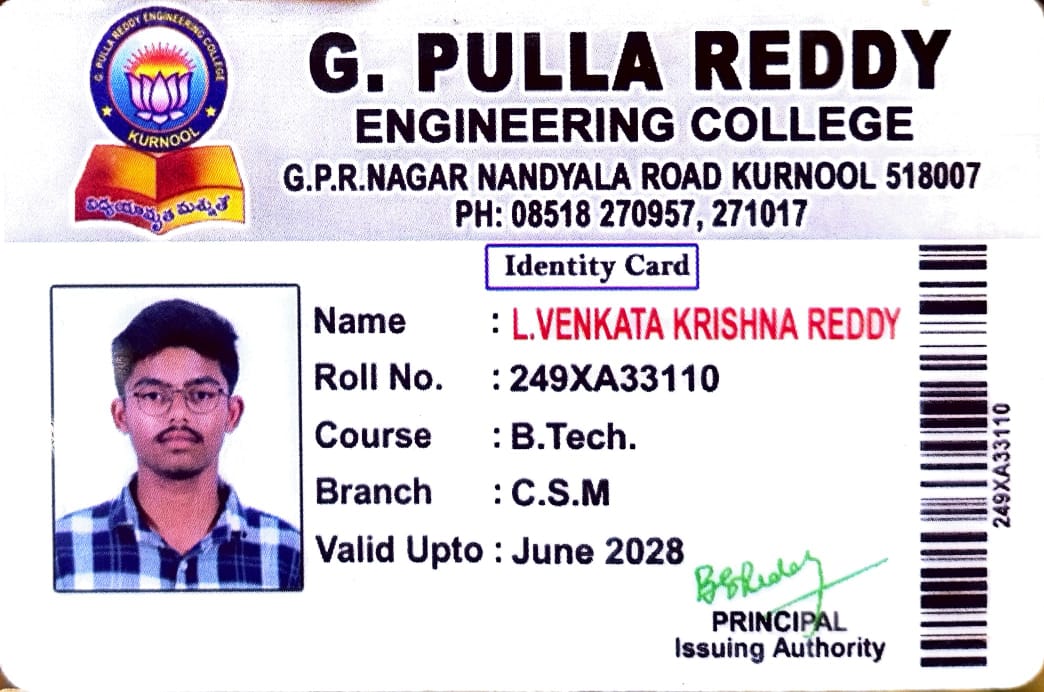 G. PULLA REDDY ENGINEERING COLLEGE
KURNOOL
విద్యయామృత మశ్నుతే
G. PULLA REDDY
ENGINEERING COLLEGE
G.P.R.NAGAR NANDYALA ROAD KURNOOL 518007
PH: 08518 270957, 271017
Identity Card
Name : L.VENKATA KRISHNA REDDY
Roll No. : 249XA33110
Course : B.Tech.
Branch : C.S.M
Valid Upto : June 2028
249XA33110
PRINCIPAL
Issuing Authority